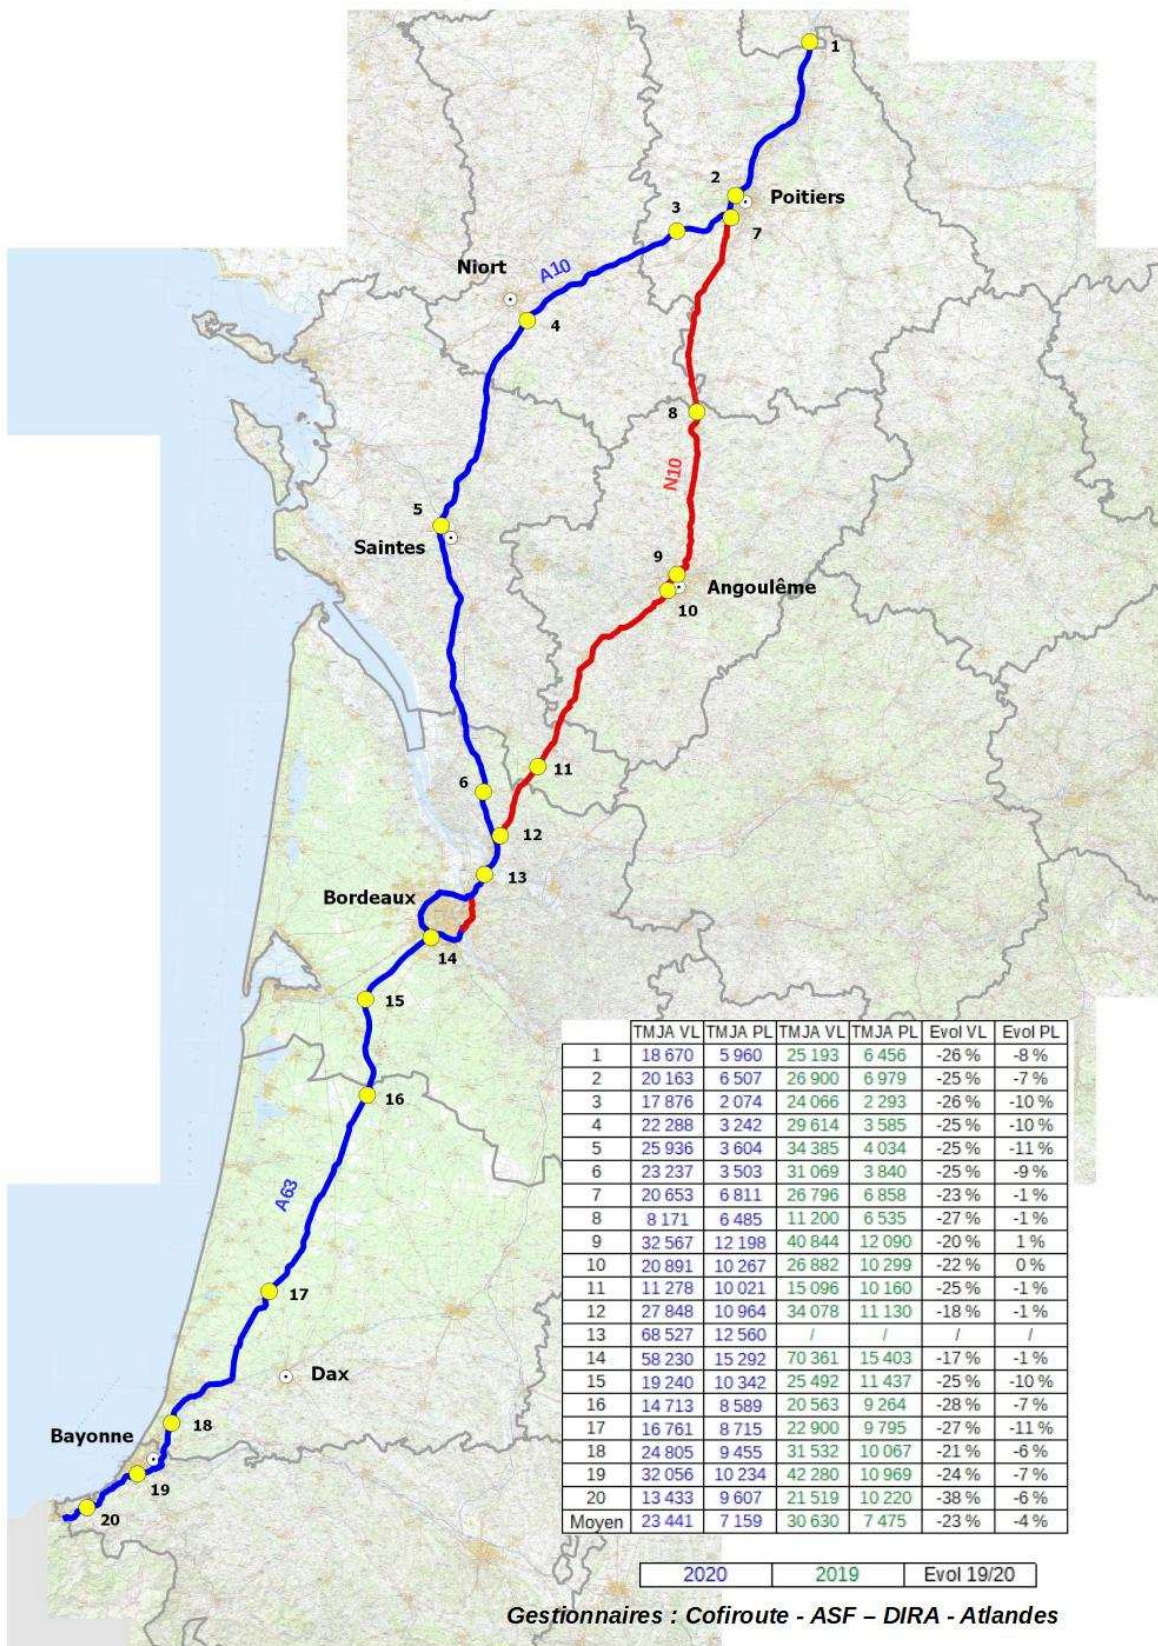 1
2
Poitiers
3
7
Niort
A10
4
8
N10
5
Saintes
9
Angoulême
10
11
6
12
13
Bordeaux
14
15
16
A63
17
Dax
18
Bayonne
19
20
TMJA VL TMJA PL TMJA VL TMJA PL Evol VL Evol PL
1 18 670 5 960 25 193 6 456 -26 % -8 %
2 20 163 6 507 26 900 6 979 -25 % -7 %
3 17 876 2 074 24 066 2 293 -26 % -10 %
4 22 288 3 242 29 614 3 585 -25 % -10 %
5 25 936 3 604 34 385 4 034 -25 % -11 %
6 23 237 3 503 31 069 3 840 -25 % -9 %
7 20 653 6 811 26 796 6 858 -23 % -1 %
8 8 171 6 485 11 200 6 535 -27 % -1 %
9 32 567 12 198 40 844 12 090 -20 % 1 %
10 20 891 10 267 26 882 10 299 -22 % 0 %
11 11 278 10 021 15 096 10 160 -25 % -1 %
12 27 848 10 964 34 078 11 130 -18 % -1 %
13 68 527 12 560 / / / /
14 58 230 15 292 70 361 15 403 -17 % -1 %
15 19 240 10 342 25 492 11 437 -25 % -10 %
16 14 713 8 589 20 563 9 264 -28 % -7 %
17 16 761 8 715 22 900 9 795 -27 % -11 %
18 24 805 9 455 31 532 10 067 -21 % -6 %
19 32 056 10 234 42 280 10 969 -24 % -7 %
20 13 433 9 607 21 519 10 220 -38 % -6 %
Moyen 23 441 7 159 30 630 7 475 -23 % -4 %
2020 2019 Evol 19/20
Gestionnaires : Cofiroute - ASF – DIRA - Atlandes